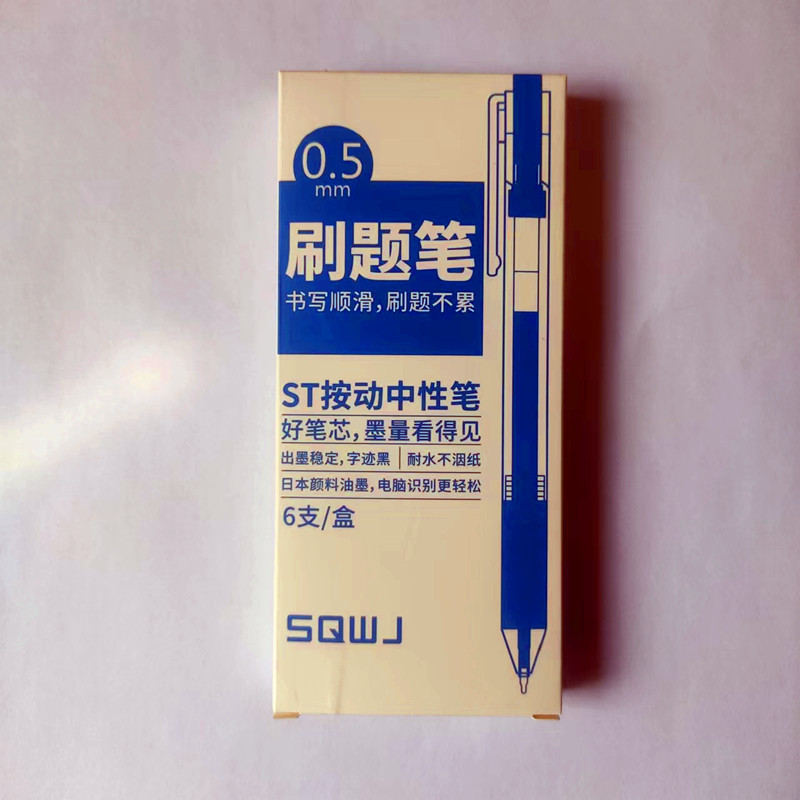 0.5
mm
刷题笔
书写顺滑,刷题不累
ST按动中性笔
好笔芯,墨量看得见
出墨稳定,字迹黑 | 耐水不洇纸
日本颜料油墨,电脑识别更轻松
6支/盒
SQWJ